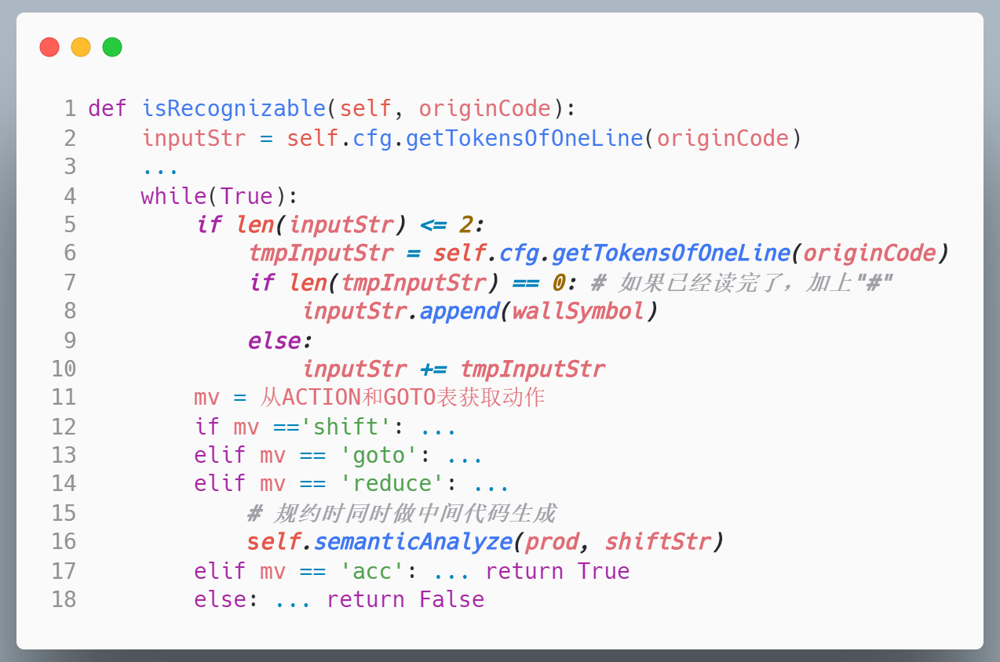 1 def isRecognizable(self, originCode):
2     inputStr = self.cfg.getTokensOfOneLine(originCode)
3     ...
4     while(True):
5         if len(inputStr) <= 2:
6             tmpInputStr = self.cfg.getTokensOfOneLine(originCode)
7             if len(tmpInputStr) == 0: # 如果已经读完了，加上"#"
8                 inputStr.append(wallSymbol)
9             else:
10                 inputStr += tmpInputStr
11         mv = 从ACTION和GOTO表获取动作
12         if mv =='shift': ...
13         elif mv == 'goto': ...
14         elif mv == 'reduce': ...
15             # 规约时同时做中间代码生成
16             self.semanticAnalyze(prod, shiftStr)
17         elif mv == 'acc': ... return True
18         else: ... return False